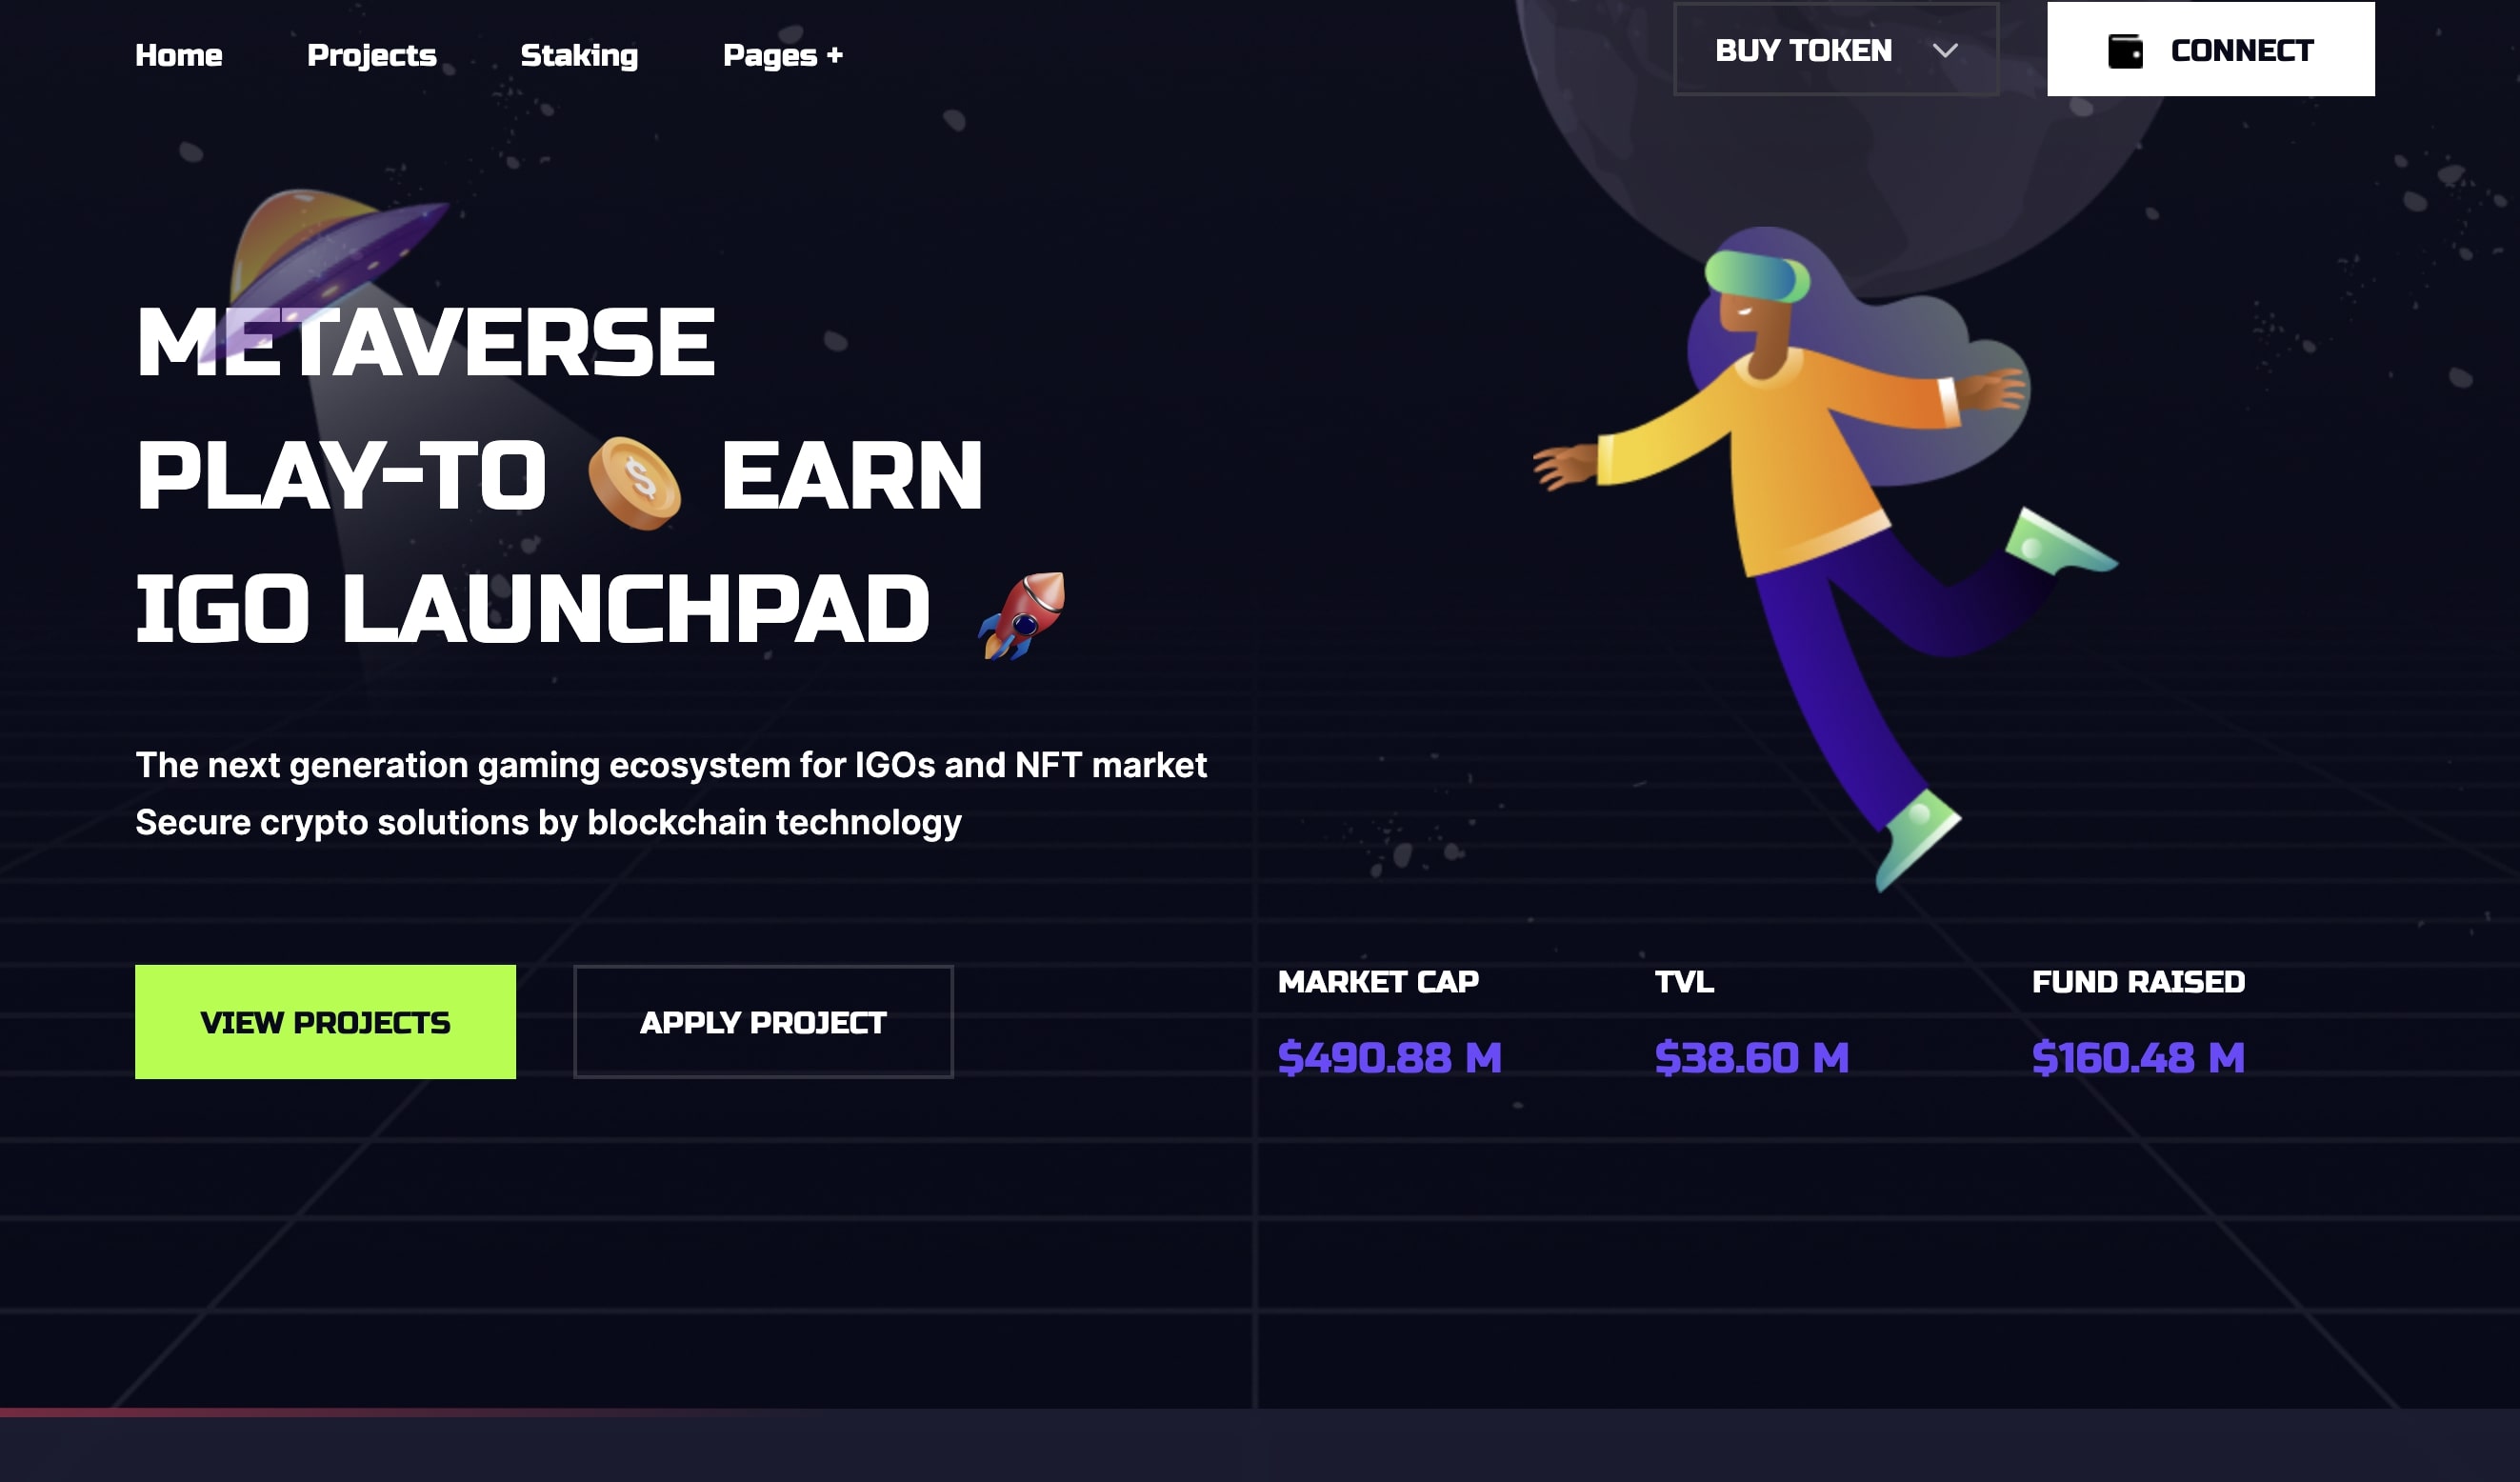 Home Projects Staking Pages + BUY TOKEN CONNECT
METAVERSE
PLAY-TO $ EARN
IGO LAUNCHPAD
The next generation gaming ecosystem for IGOs and NFT market
Secure crypto solutions by blockchain technology
VIEW PROJECTS APPLY PROJECT
MARKET CAP TVL FUND RAISED
$490.88 M $38.60 M $160.48 M